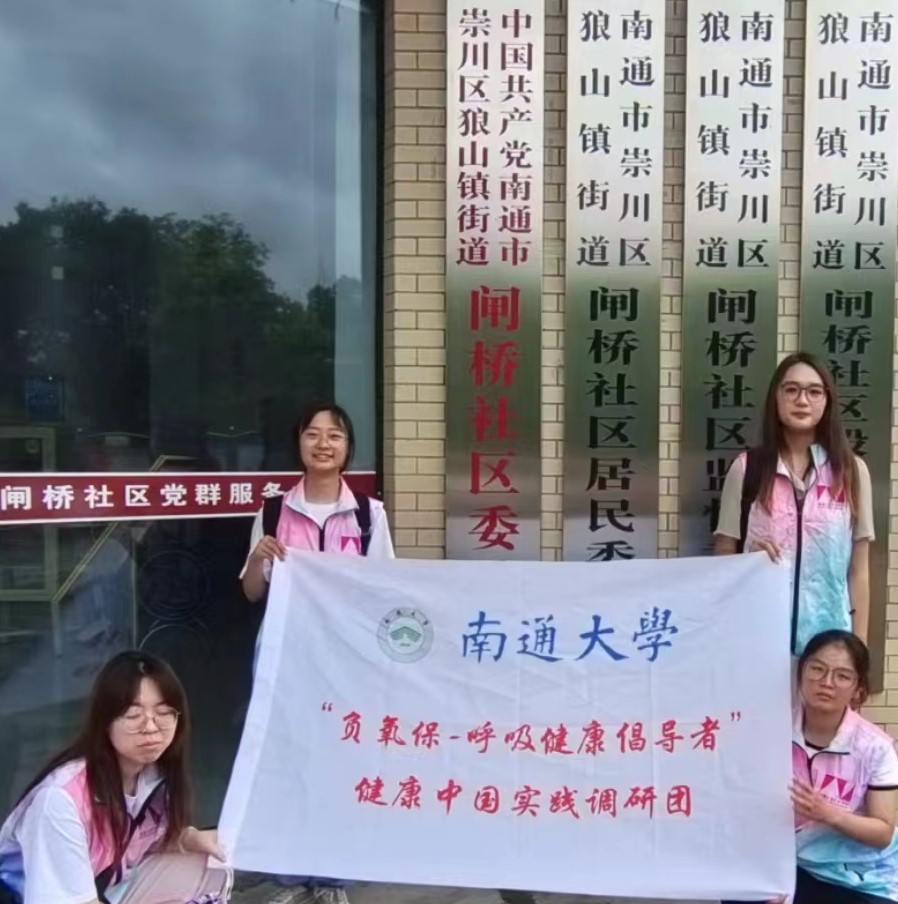 中国共产党南通市
崇川区狼山镇街道
闸桥社区委
南通市崇川区
狼山镇街道
闸桥社区居民委
南通市崇川区
狼山镇街道
闸桥社区监
南通市崇川区
狼山镇街道
闸桥社区
闸桥社区党群服务
南通大學
“负氧保-呼吸健康倡导者”
健康中国实践调研团